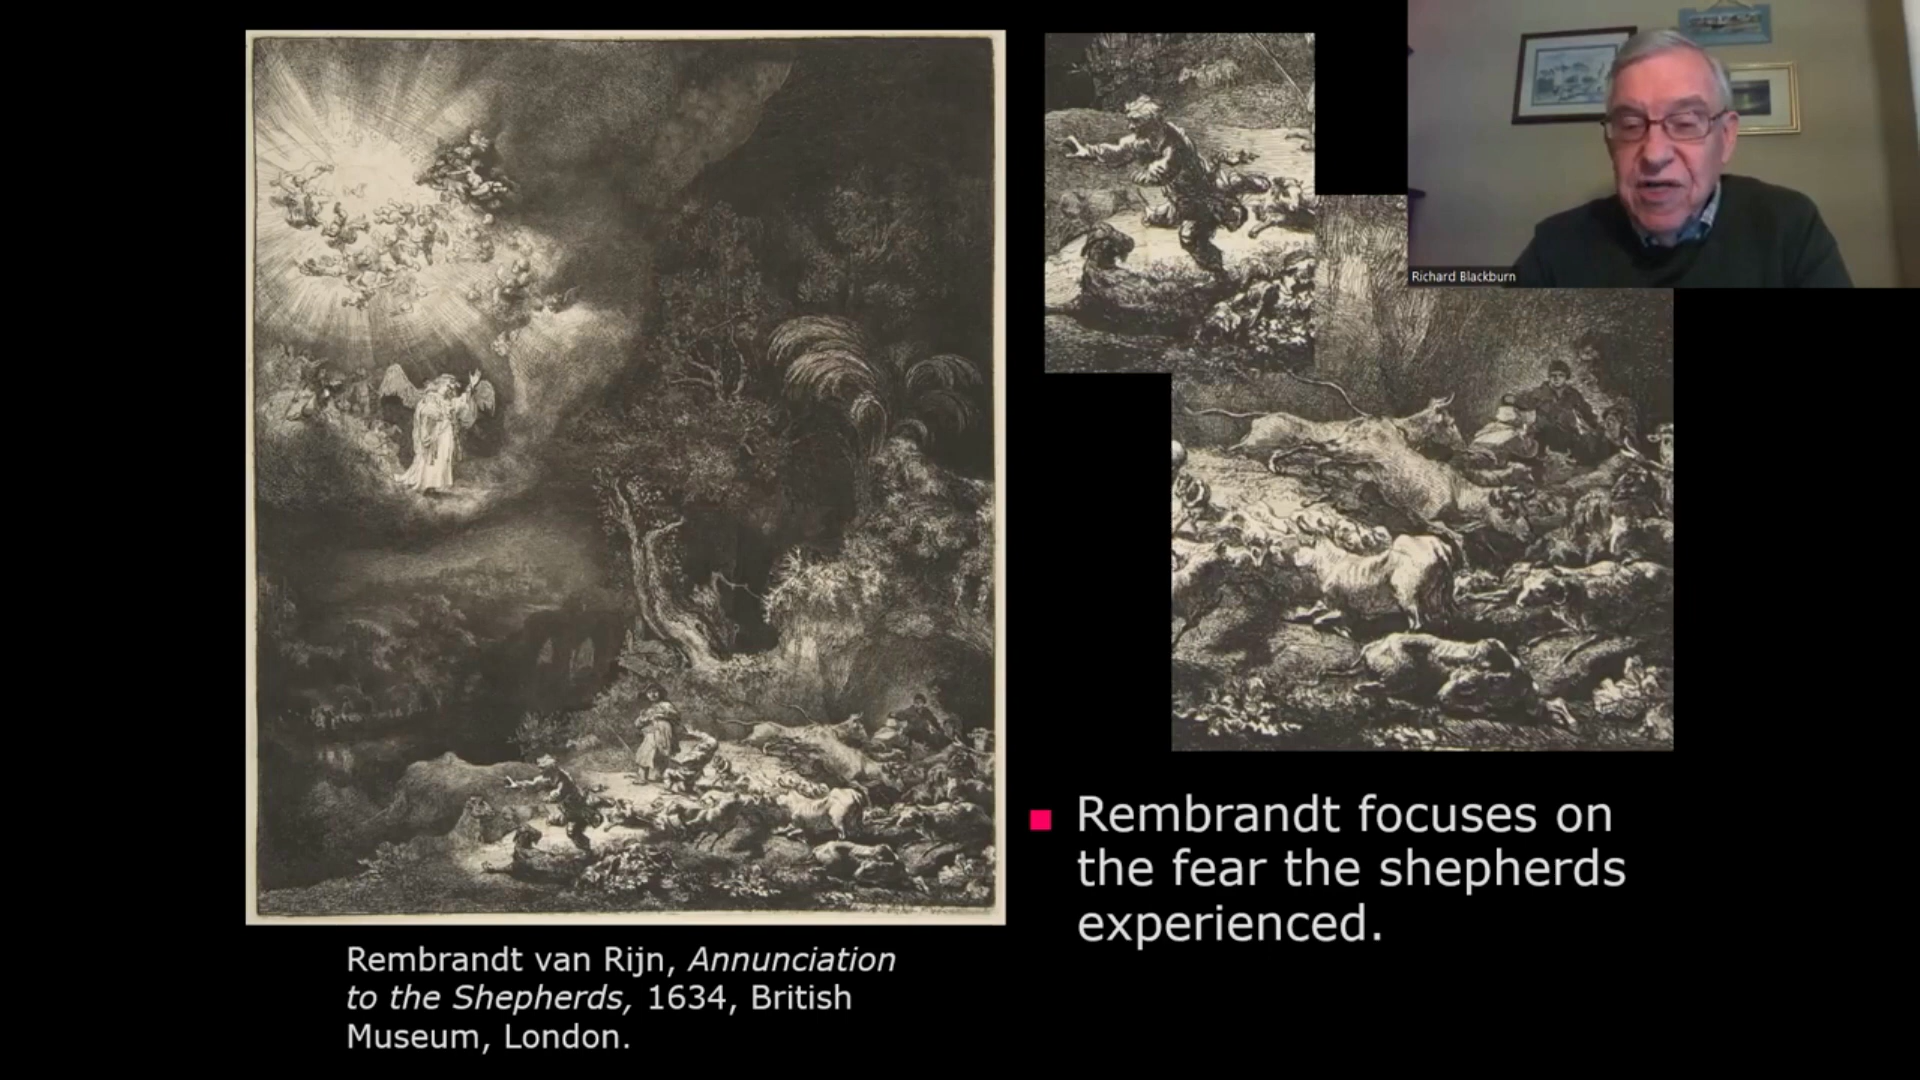 Richard Blackburn
Rembrandt focuses on
the fear the shepherds
experienced.
Rembrandt van Rijn, Annunciation
to the Shepherds, 1634, British
Museum, London.